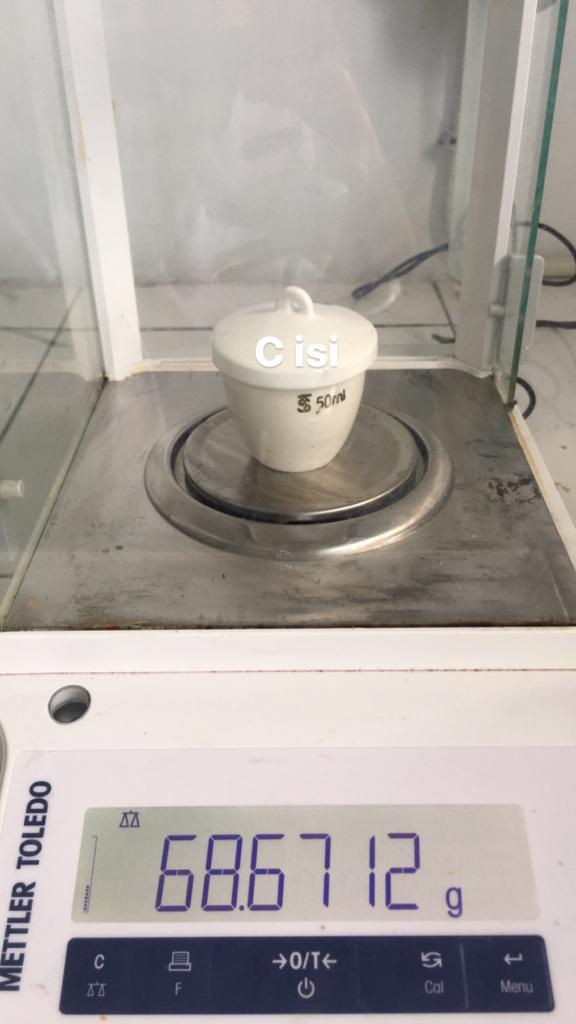 C isi
50ml
METTLER TOLEDO
68.6712 g
C
F
→0/T←
Cal
Menu